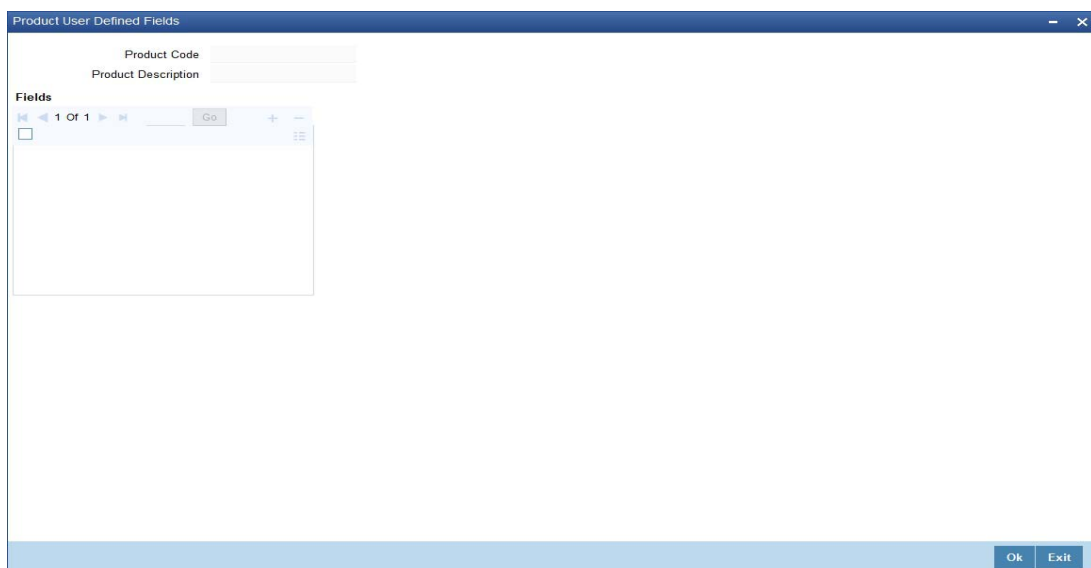 Product User Defined Fields
Product Code
Product Description
Fields
1 Of 1 Go
Ok Exit